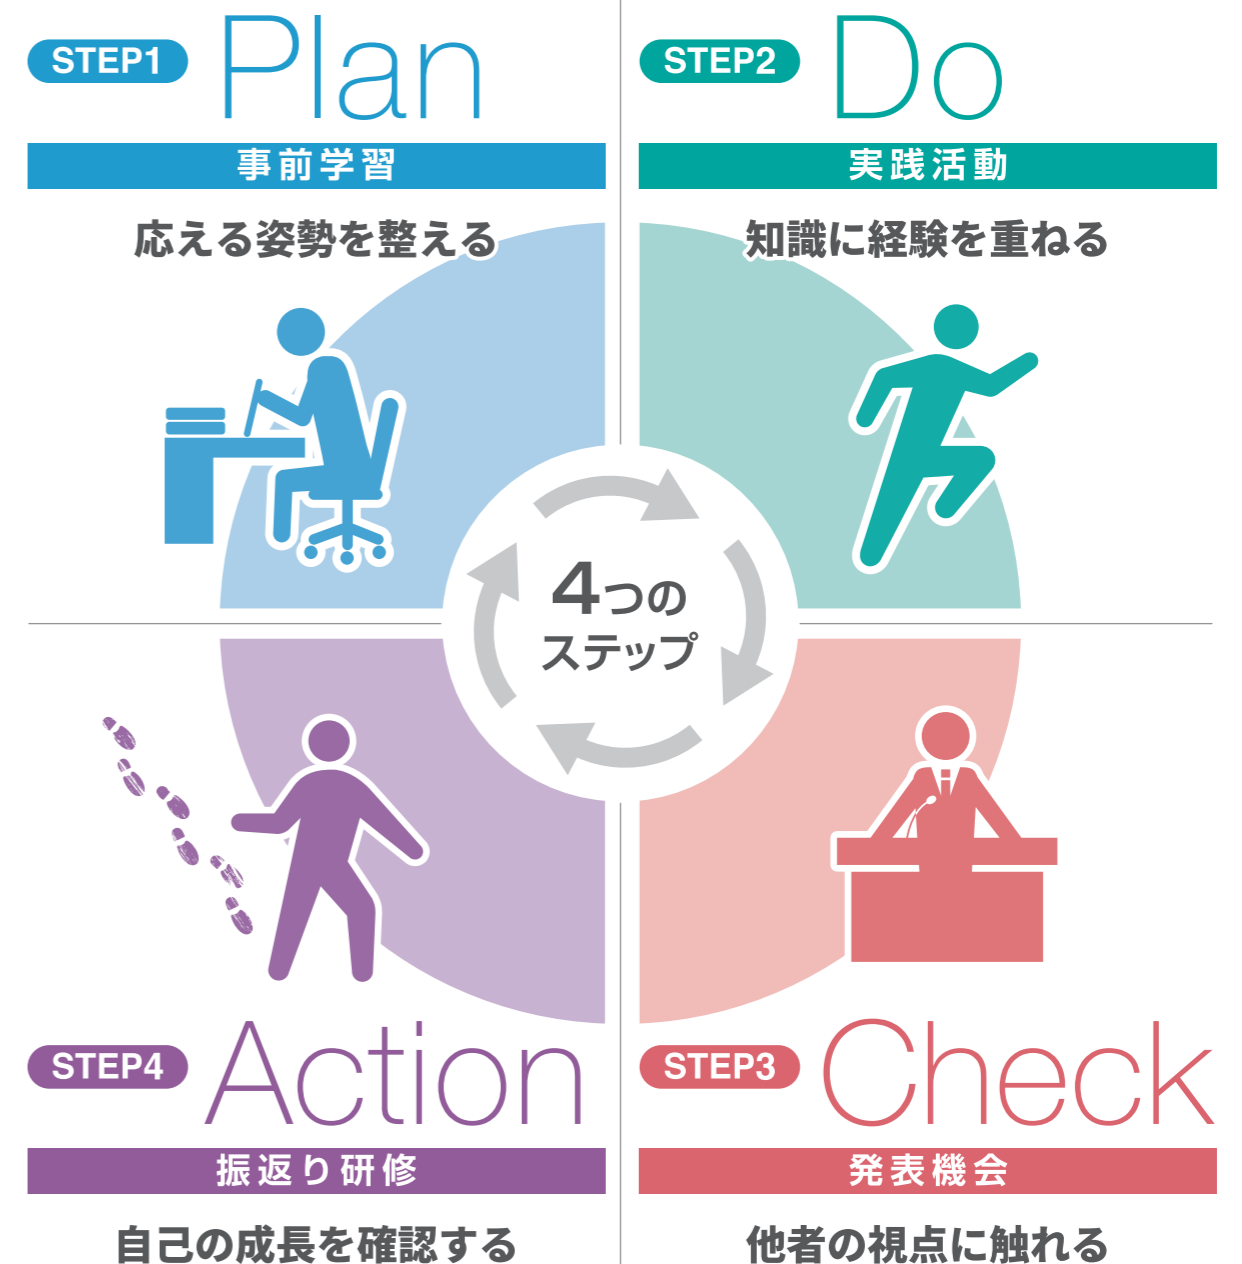 STEP1 Plan
事前学習
応える姿勢を整える
STEP2 Do
実践活動
知識に経験を重ねる
4つの
ステップ
STEP4 Action
振返り研修
自己の成長を確認する
STEP3 Check
発表機会
他者の視点に触れる